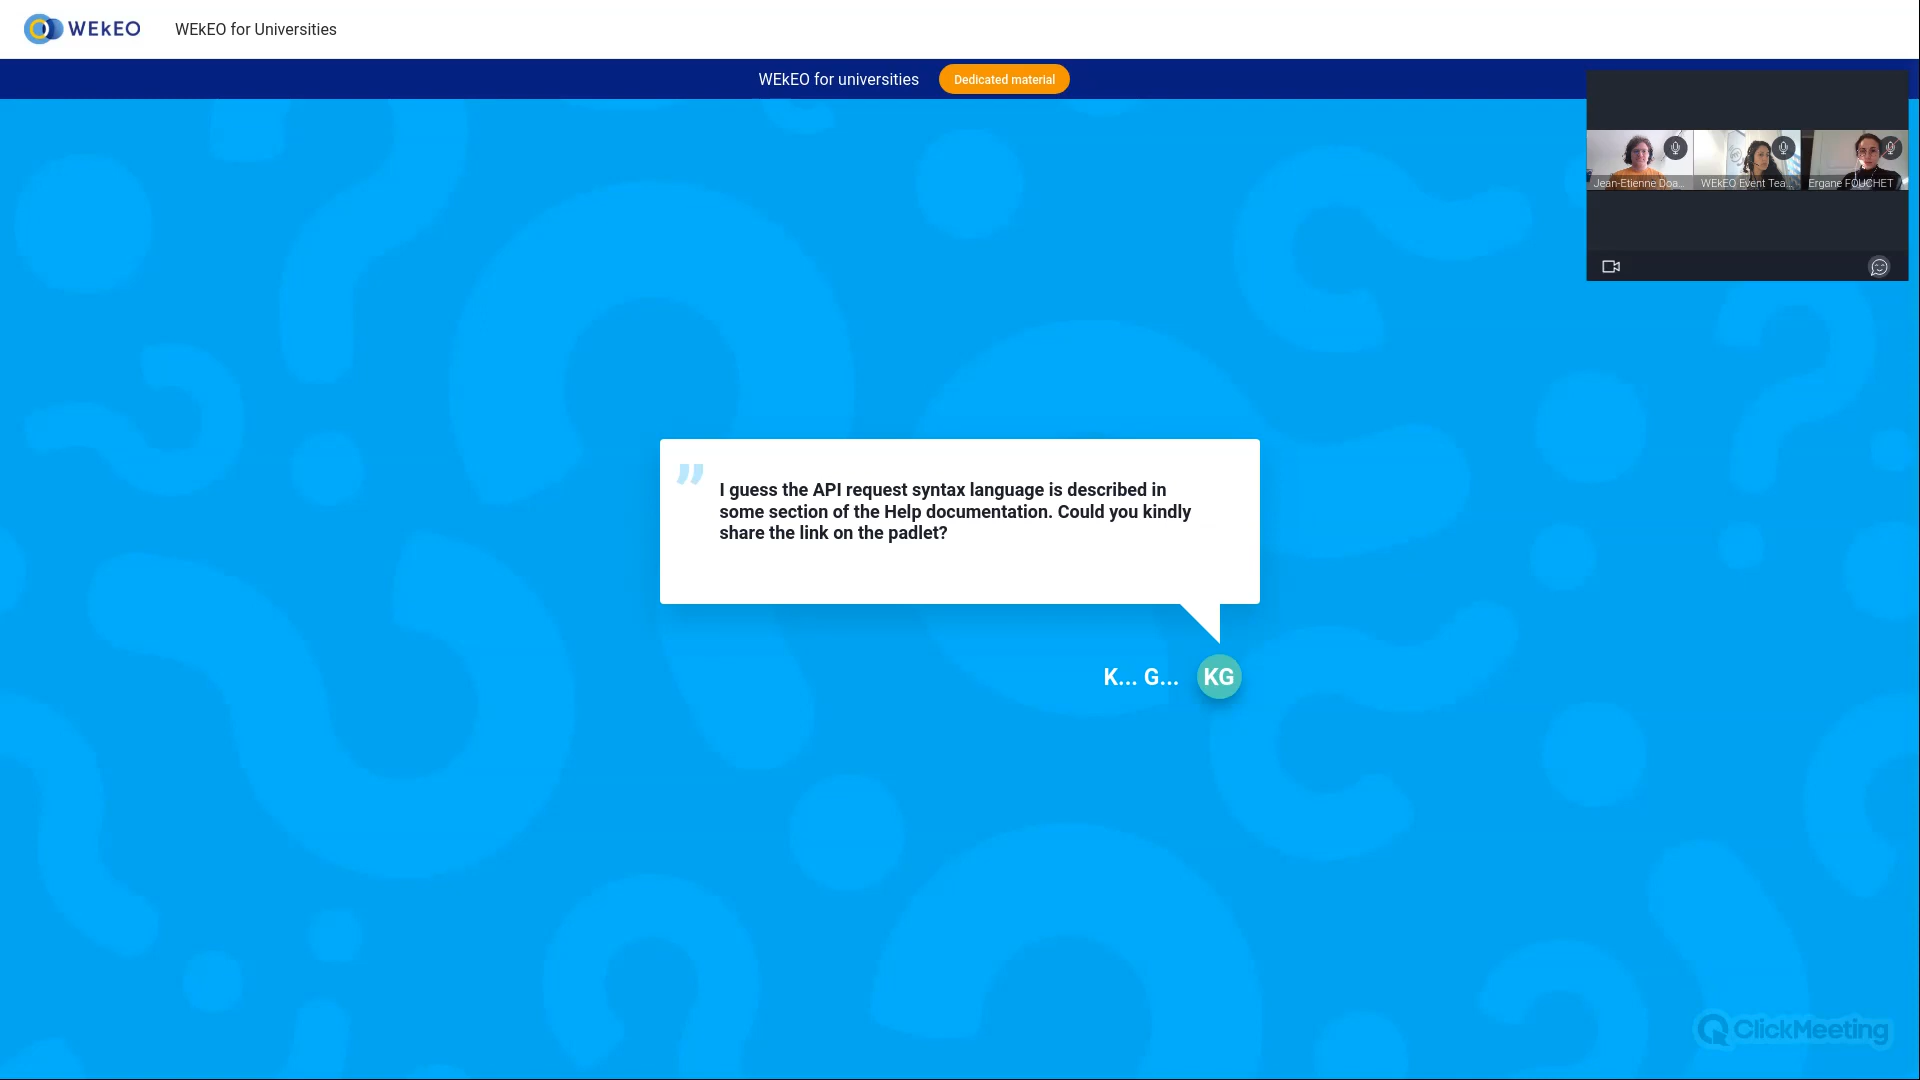 WEkEO
WEkEO for Universities
WEkEO for universities
Dedicated material
Jean-Etienne Doa...
WEkEO Event Tea...
Ergane FOUCHET
I guess the API request syntax language is described in
some section of the Help documentation. Could you kindly
share the link on the padlet?
K... G...
KG
ClickMeeting